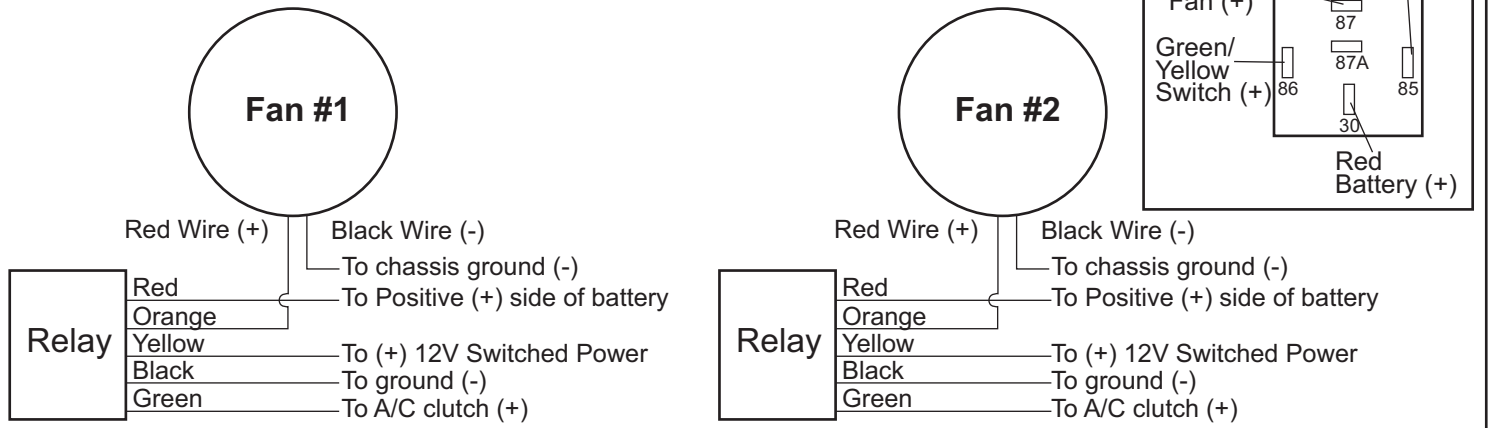 Fan #1
Red Wire (+)
Black Wire (-)
To chassis ground (-)
Relay
Red
To Positive (+) side of battery
Orange
Yellow
To (+) 12V Switched Power
Black
To ground (-)
Green
To A/C clutch (+)
Fan #2
Red Wire (+)
Black Wire (-)
To chassis ground (-)
Relay
Red
To Positive (+) side of battery
Orange
Yellow
To (+) 12V Switched Power
Black
To ground (-)
Green
To A/C clutch (+)
Fan (+)
87
Green/
Yellow
Switch (+)
87A
86
85
30
Red
Battery (+)